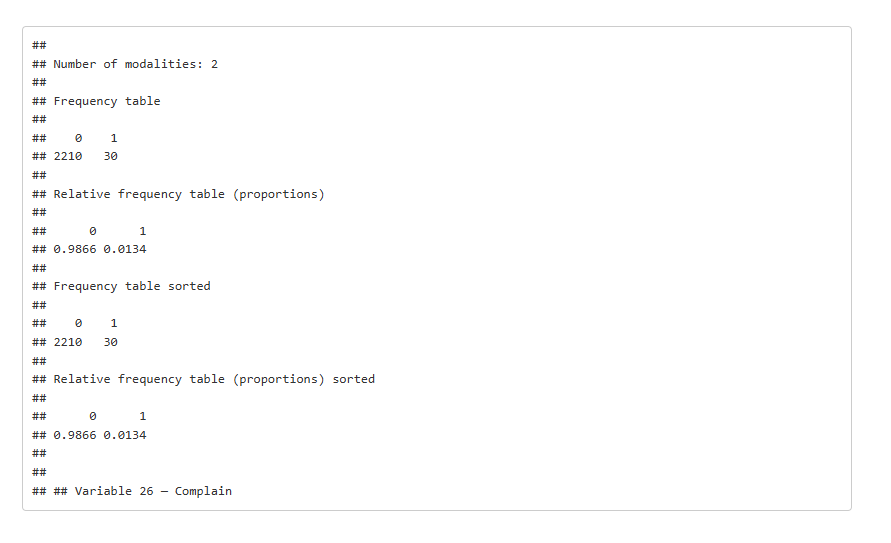 ##
## Number of modalities: 2
##
## Frequency table
##
##    0    1
## 2210   30
##
## Relative frequency table (proportions)
##
##      0      1
## 0.9866 0.0134
##
## Frequency table sorted
##
##    0    1
## 2210   30
##
## Relative frequency table (proportions) sorted
##
##      0      1
## 0.9866 0.0134
##
##
## ## Variable 26 – Complain